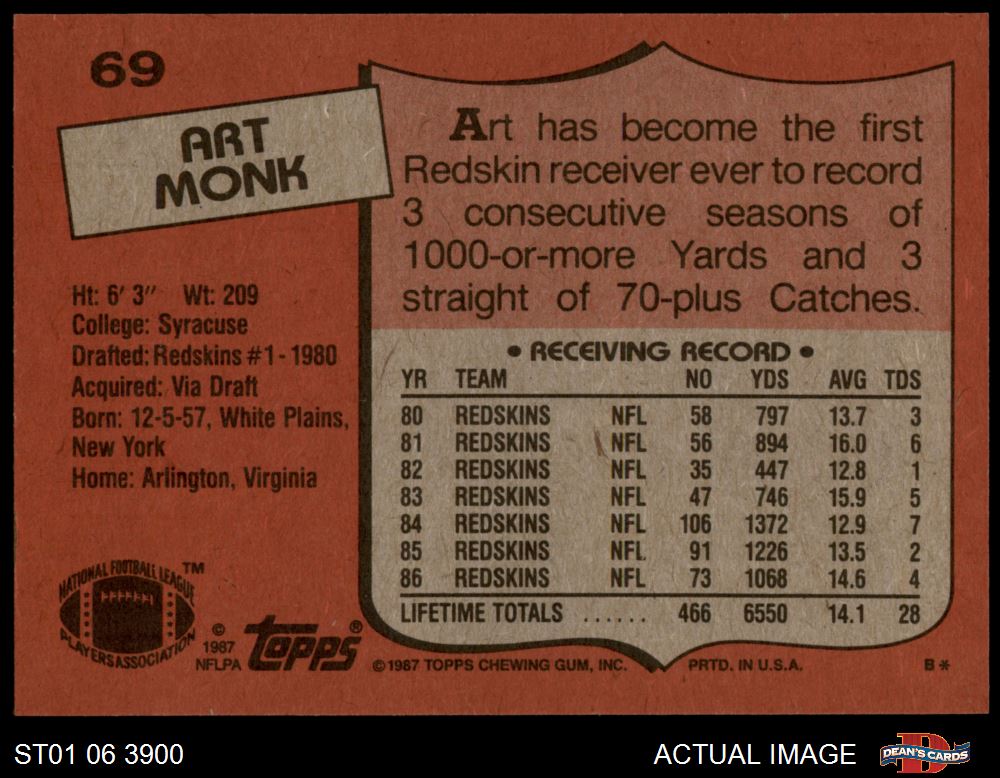 69
ART
MONK
Ht: 6' 3" Wt: 209
College: Syracuse
Drafted: Redskins #1 - 1980
Acquired: Via Draft
Born: 12-5-57, White Plains,
New York
Home: Arlington, Virginia
Art has become the first
Redskin receiver ever to record
3 consecutive seasons of
1000-or-more Yards and 3
straight of 70-plus Catches.
• RECEIVING RECORD •
YR TEAM NO YDS AVG TDS
80 REDSKINS NFL 58 797 13.7 3
81 REDSKINS NFL 56 894 16.0 6
82 REDSKINS NFL 35 447 12.8 1
83 REDSKINS NFL 47 746 15.9 5
84 REDSKINS NFL 106 1372 12.9 7
85 REDSKINS NFL 91 1226 13.5 2
86 REDSKINS NFL 73 1068 14.6 4
LIFETIME TOTALS ...... 466 6550 14.1 28
NATIONAL FOOTBALL LEAGUE ™
PLAYERS ASSOCIATION
©
1987
NFLPA
topps®
©1987 TOPPS CHEWING GUM, INC. PRTD. IN U.S.A. B*
ST01 06 3900
ACTUAL IMAGE
D
DEAN'S CARDS